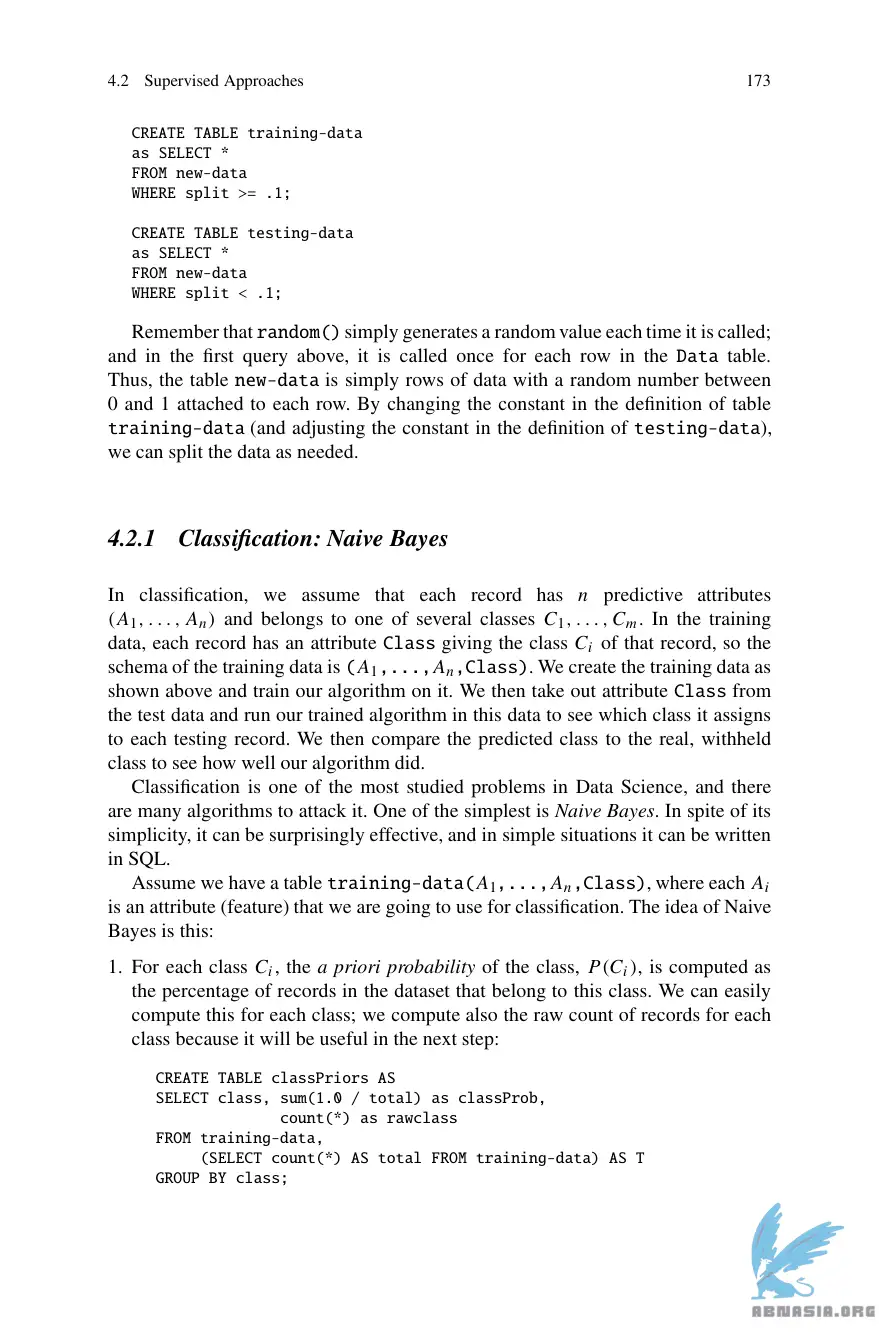 4.2 Supervised Approaches 173
CREATE TABLE training-data
as SELECT *
FROM new-data
WHERE split >= .1;
CREATE TABLE testing-data
as SELECT *
FROM new-data
WHERE split < .1;
Remember that random() simply generates a random value each time it is called;
and in the first query above, it is called once for each row in the Data table.
Thus, the table new-data is simply rows of data with a random number between
0 and 1 attached to each row. By changing the constant in the definition of table
training-data (and adjusting the constant in the definition of testing-data),
we can split the data as needed.
4.2.1 Classification: Naive Bayes
In classification, we assume that each record has n predictive attributes
(A1, . . . , An) and belongs to one of several classes C1, . . . , Cm. In the training
data, each record has an attribute Class giving the class Ci of that record, so the
schema of the training data is (A1,...,An,Class). We create the training data as
shown above and train our algorithm on it. We then take out attribute Class from
the test data and run our trained algorithm in this data to see which class it assigns
to each testing record. We then compare the predicted class to the real, withheld
class to see how well our algorithm did.
Classification is one of the most studied problems in Data Science, and there
are many algorithms to attack it. One of the simplest is Naive Bayes. In spite of its
simplicity, it can be surprisingly effective, and in simple situations it can be written
in SQL.
Assume we have a table training-data(A1,...,An,Class), where each Ai
is an attribute (feature) that we are going to use for classification. The idea of Naive
Bayes is this:
1. For each class Ci, the a priori probability of the class, P(Ci), is computed as
the percentage of records in the dataset that belong to this class. We can easily
compute this for each class; we compute also the raw count of records for each
class because it will be useful in the next step:
CREATE TABLE classPriors AS
SELECT class, sum(1.0 / total) as classProb,
count(*) as rawclass
FROM training-data,
(SELECT count(*) AS total FROM training-data) AS T
GROUP BY class;
ABNASIA.ORG